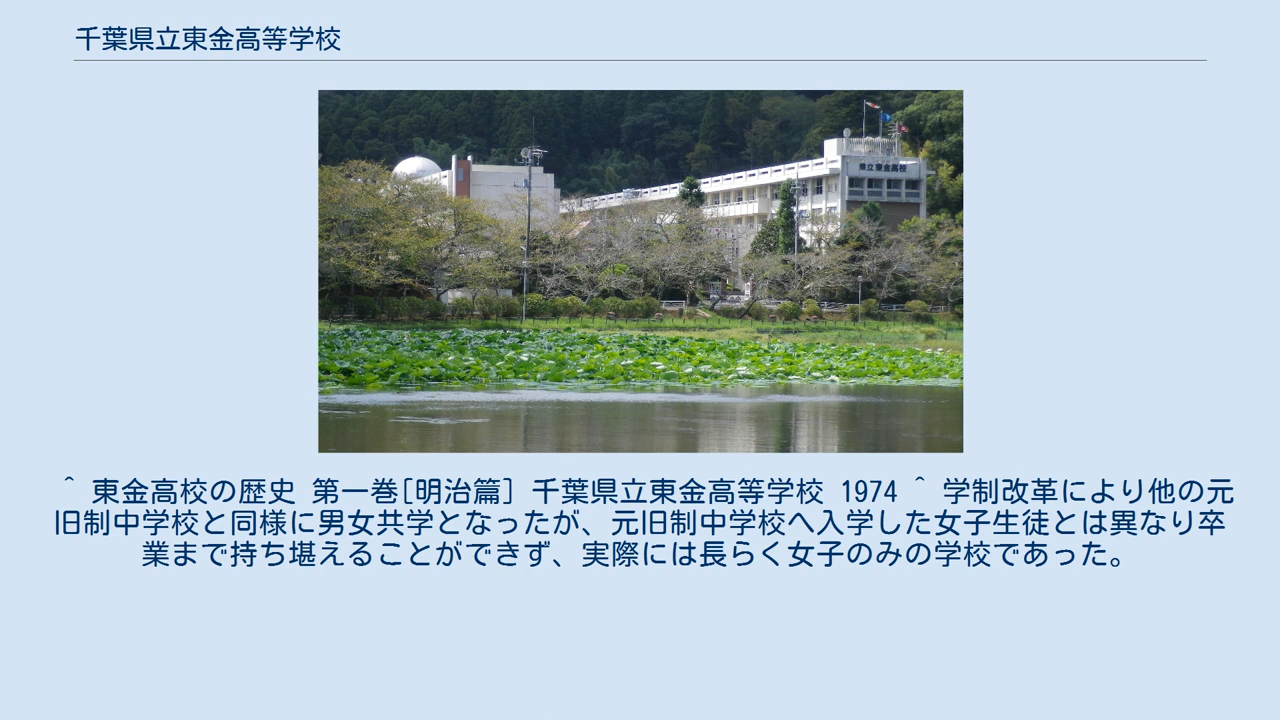 千葉県立東金高等学校
県立東金高校
＾ 東金高校の歴史 第一巻[明治篇] 千葉県立東金高等学校 1974 ＾ 学制改革により他の元
旧制中学校と同様に男女共学となったが、元旧制中学校へ入学した女子生徒とは異なり卒
業まで持ち堪えることができず、実際には長らく女子のみの学校であった。